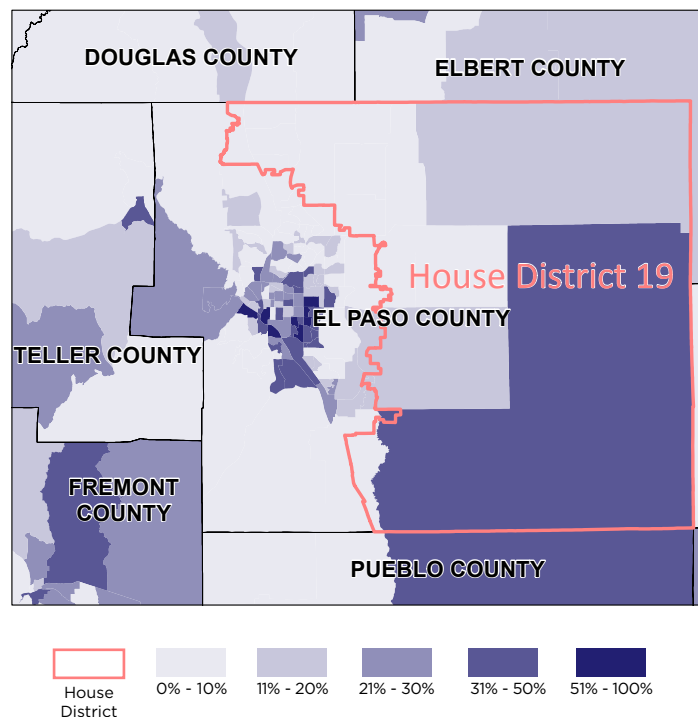 DOUGLAS COUNTY
ELBERT COUNTY
House District 19
EL PASO COUNTY
TELLER COUNTY
FREMONT
COUNTY
PUEBLO COUNTY
House
District
0% - 10%
11% - 20%
21% - 30%
31% - 50%
51% - 100%